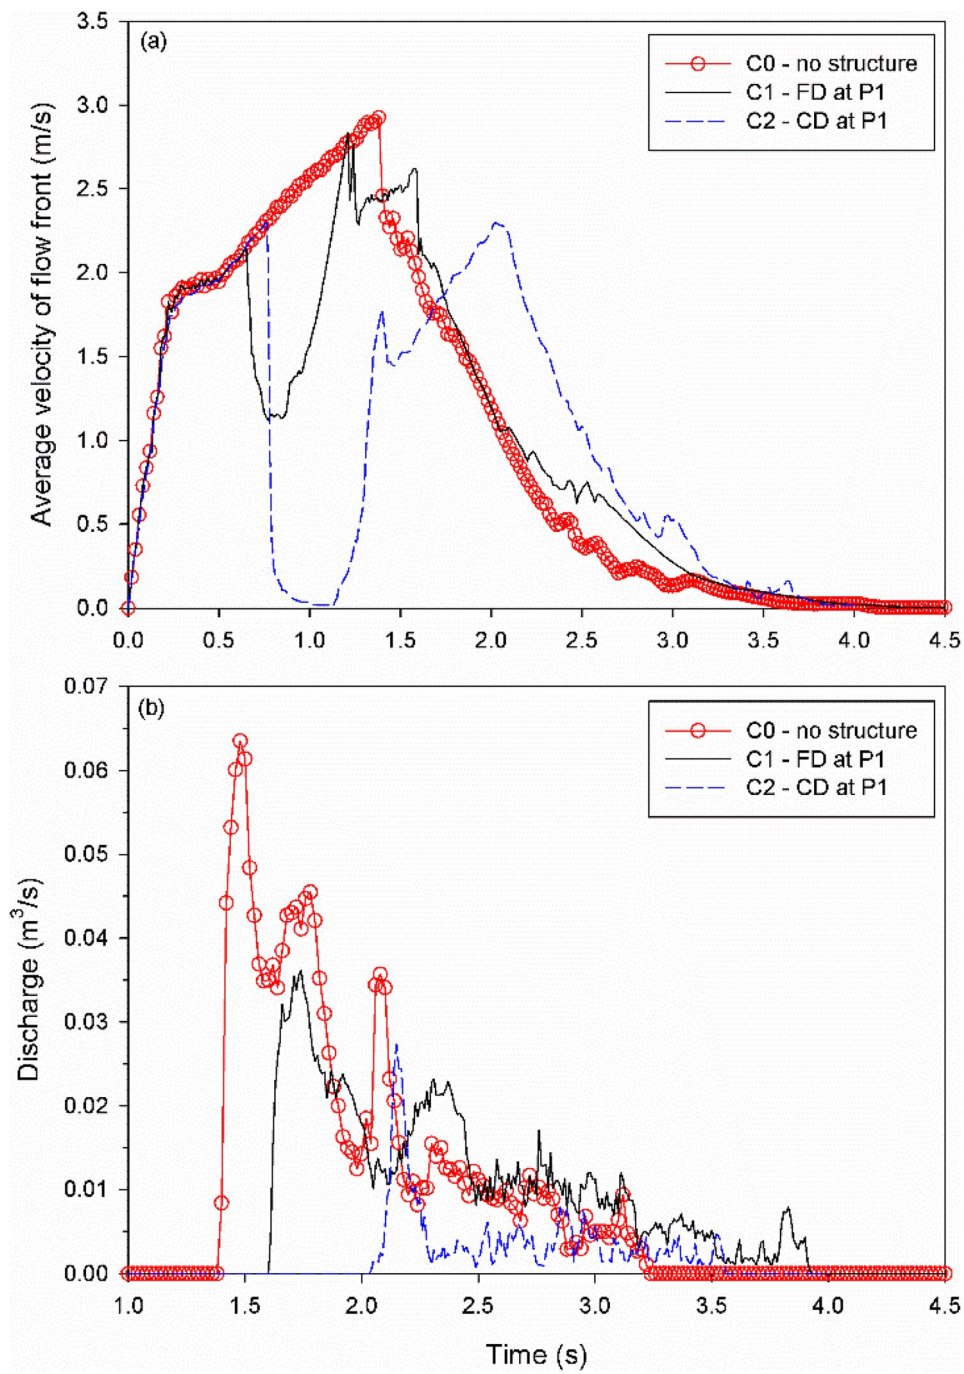 3.5
(a)
C0 - no structure
C1 - FD at P1
C2 - CD at P1
3.0
2.5
2.0
1.5
1.0
0.5
0.0
Average velocity of flow front (m/s)
0.0 0.5 1.0 1.5 2.0 2.5 3.0 3.5 4.0 4.5
0.07
(b)
C0 - no structure
C1 - FD at P1
C2 - CD at P1
0.06
0.05
0.04
0.03
0.02
0.01
0.00
Discharge (m³/s)
1.0 1.5 2.0 2.5 3.0 3.5 4.0 4.5
Time (s)